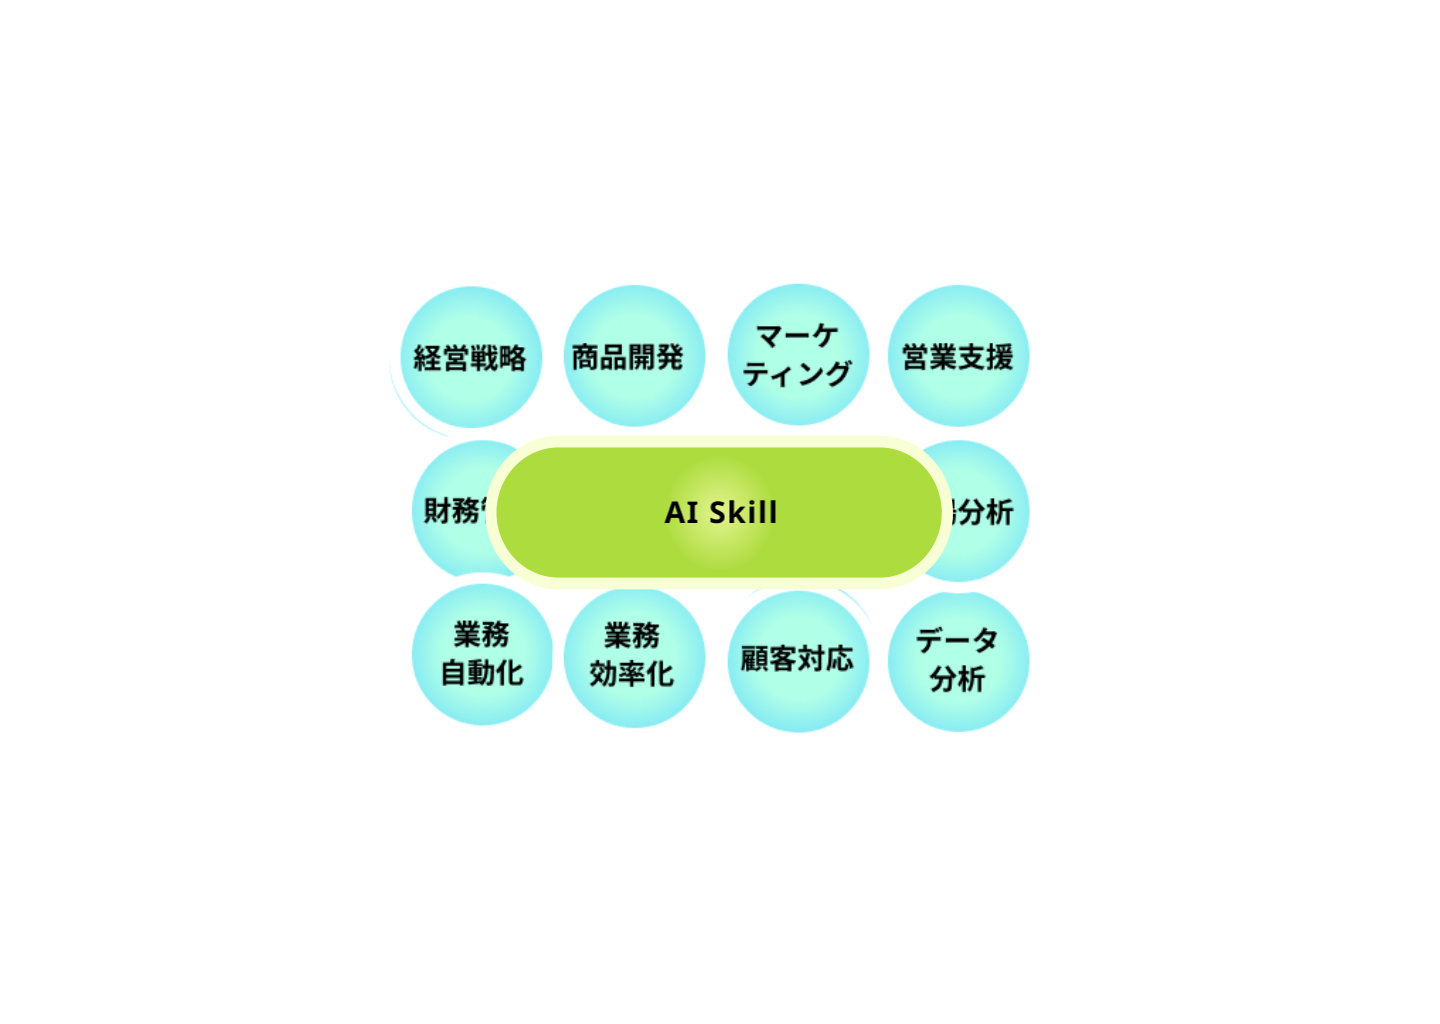 経営戦略
商品開発
マーケ
ティング
営業支援
財務
AI Skill
分析
業務
自動化
業務
効率化
顧客対応
データ
分析